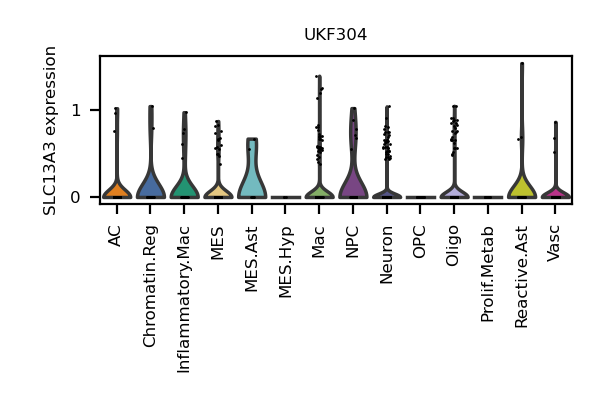 UKF304
SLC13A3 expression
1
0
AC
Chromatin.Reg
Inflammatory.Mac
MES
MES.Ast
MES.Hyp
Mac
NPC
Neuron
OPC
Oligo
Prolif.Metab
Reactive.Ast
Vasc